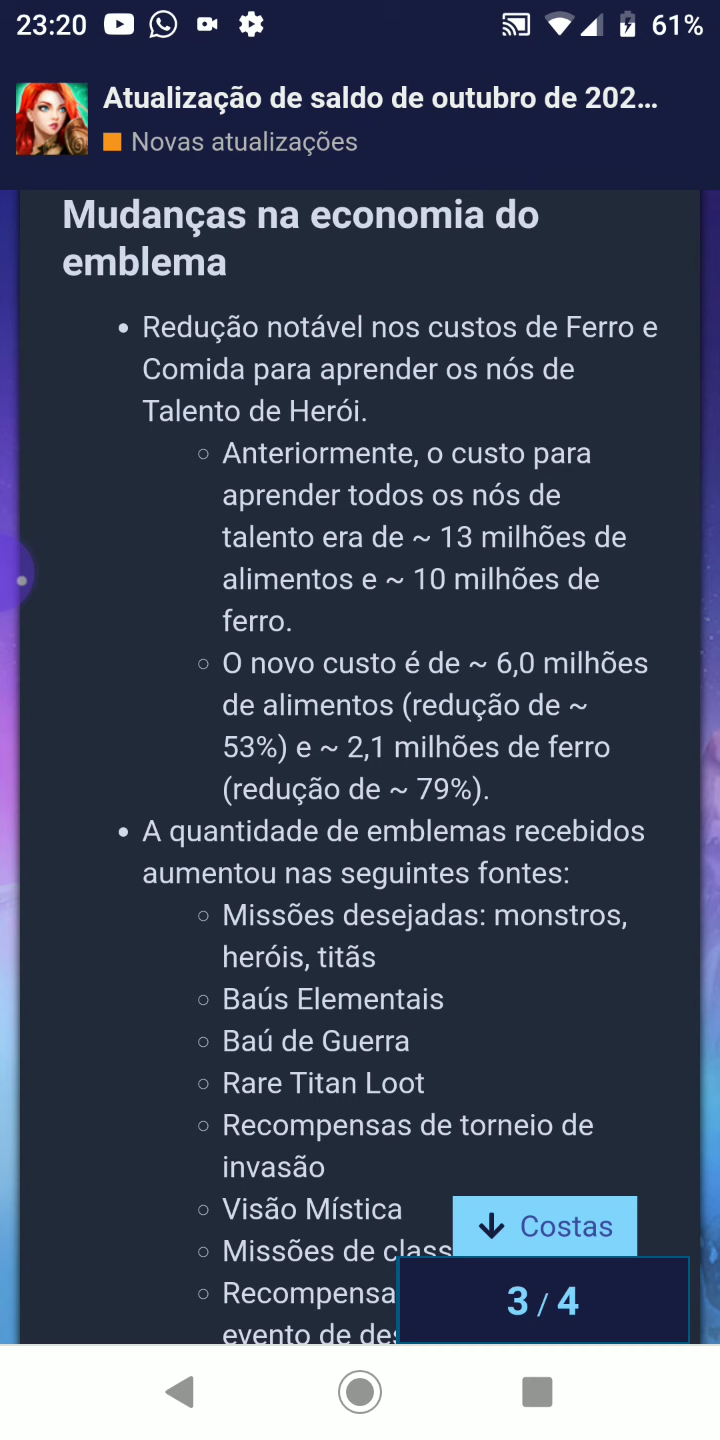 23:20
61%
Atualização de saldo de outubro de 202…
Novas atualizações
Mudanças na economia do
emblema
• Redução notável nos custos de Ferro e
Comida para aprender os nós de
Talento de Herói.
○ Anteriormente, o custo para
aprender todos os nós de
talento era de ~ 13 milhões de
alimentos e ~ 10 milhões de
ferro.
○ O novo custo é de ~ 6,0 milhões
de alimentos (redução de ~
53%) e ~ 2,1 milhões de ferro
(redução de ~ 79%).
• A quantidade de emblemas recebidos
aumentou nas seguintes fontes:
○ Missões desejadas: monstros,
heróis, titãs
○ Baús Elementais
○ Baú de Guerra
○ Rare Titan Loot
○ Recompensas de torneio de
invasão
○ Visão Mística
Costas
○ Missões de class
○ Recompensa
3 / 4
evento de des